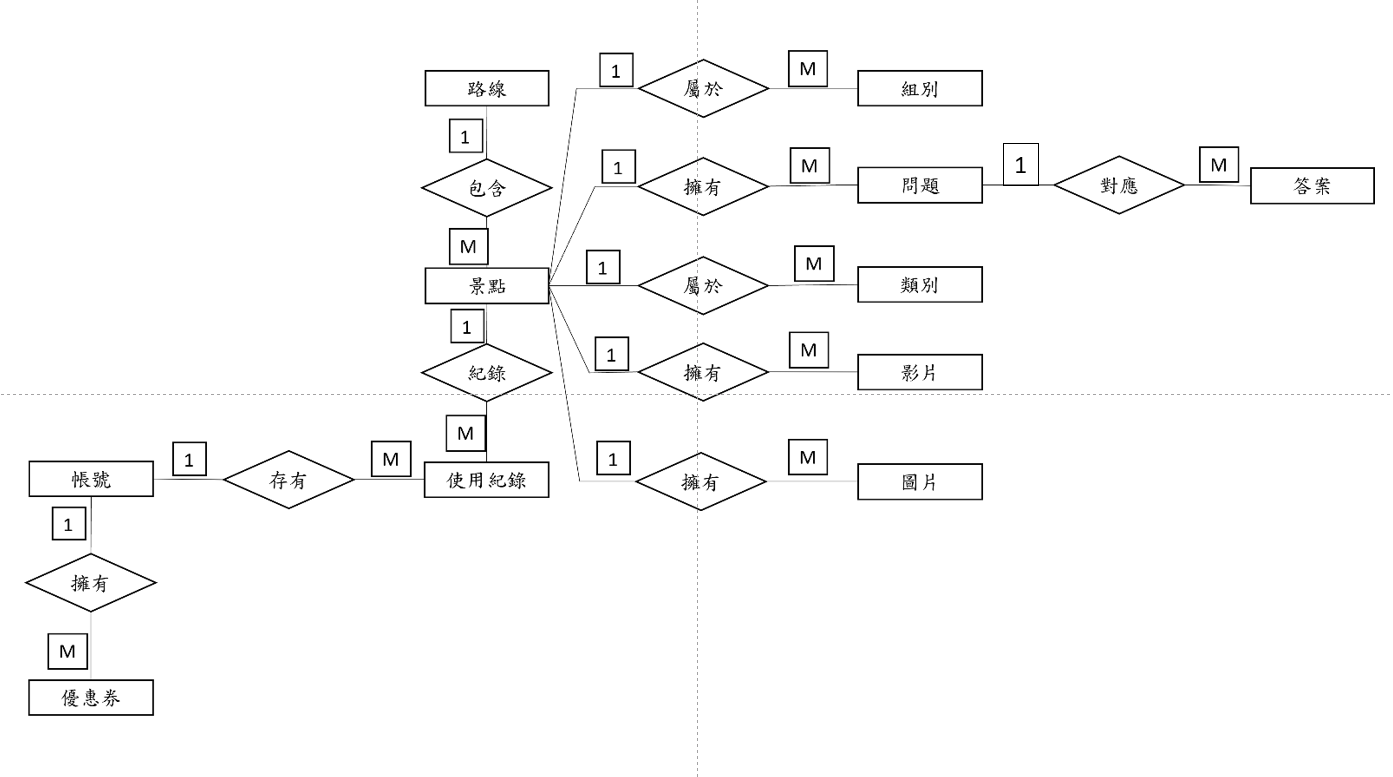 1
M
路線
屬於
組別
1
1
M
1
M
包含
擁有
問題
對應
答案
M
1
M
景點
屬於
類別
1
1
M
紀錄
擁有
影片
M
1
M
1
M
帳號
存有
使用紀錄
擁有
圖片
1
擁有
M
優惠券